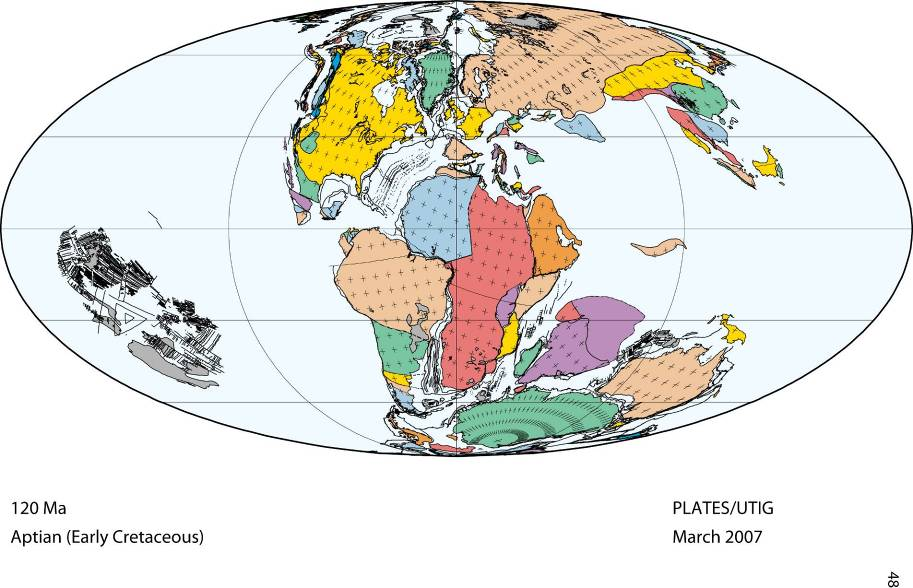 120 Ma
Aptian (Early Cretaceous)
PLATES/UTIG
March 2007
48